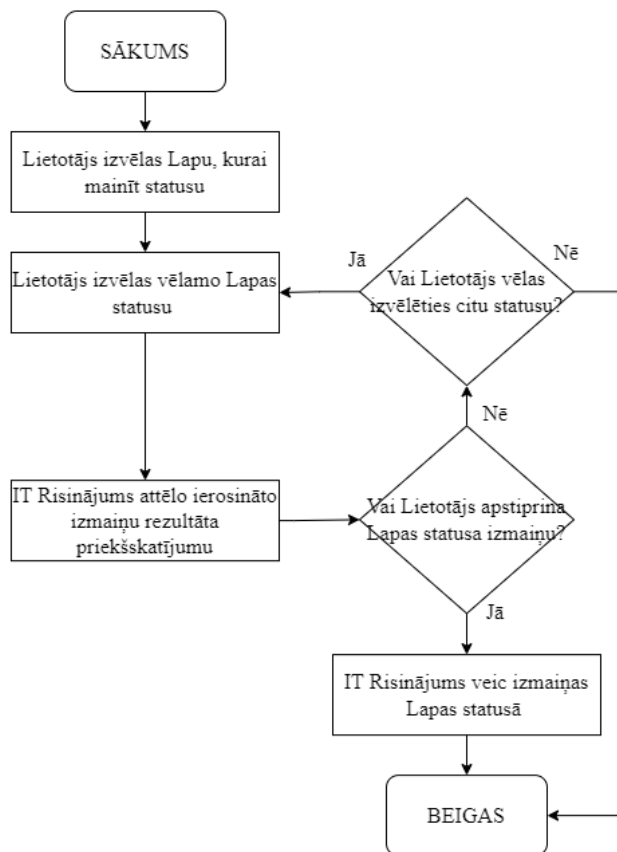 SĀKUMS
Lietotājs izvēlas Lapu, kurai
mainīt statusu
Lietotājs izvēlas vēlamo Lapas
statusu
Jā
Nē
Vai Lietotājs vēlas
izvēlēties citu statusu?
Nē
IT Risinājums attēlo ierosināto
izmaiņu rezultāta
priekšskatījumu
Vai Lietotājs apstiprina
Lapas statusa izmaiņu?
Jā
IT Risinājums veic izmaiņas
Lapas statusā
BEIGAS